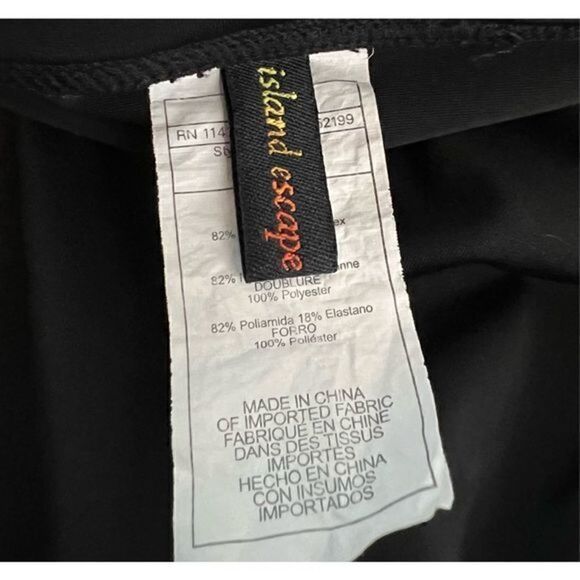 island escape
RN 114 2199
82% ex
82% enne
DOUBLURE
100% Polyester
82% Poliamida 18% Elastano
FORRO
100% Poliéster
MADE IN CHINA
OF IMPORTED FABRIC
FABRIQUE EN CHINE
DANS DES TISSUS
IMPORTES
HECHO EN CHINA
CON INSUMOS
IMPORTADOS